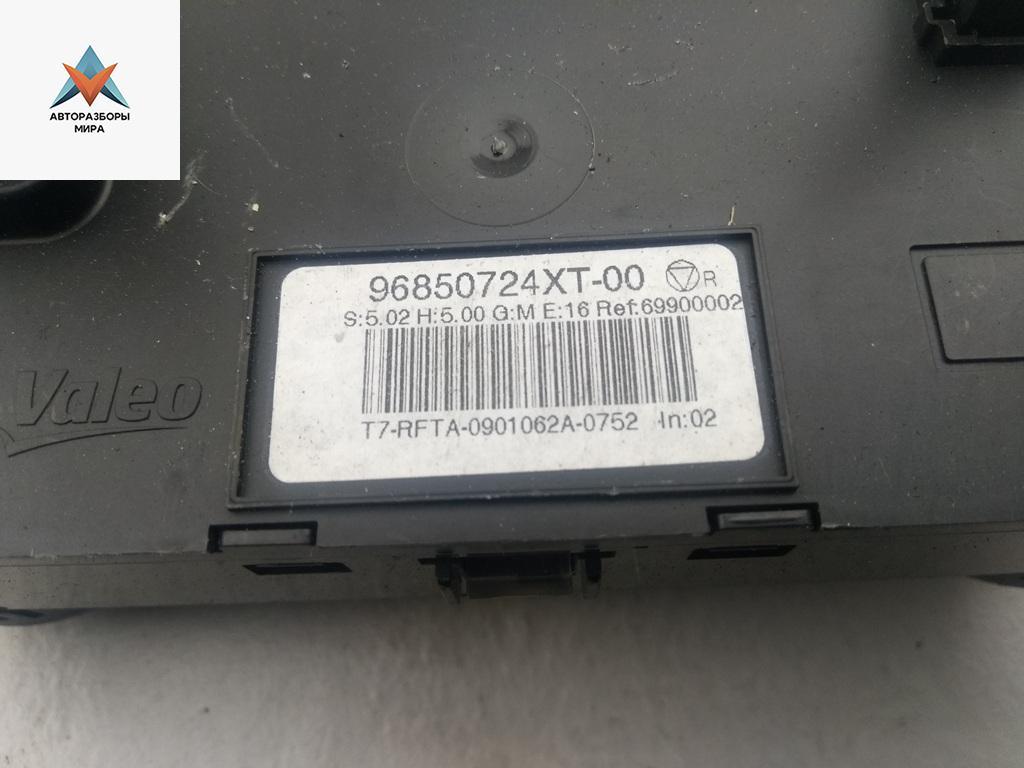 АВТОРАЗБОРЫ
МИРА
96850724XT-00 R
S:5.02 H:5.00 G:M E:16 Ref:69900002
T7-RFTA-0901062A-0752 In:02
Valeo